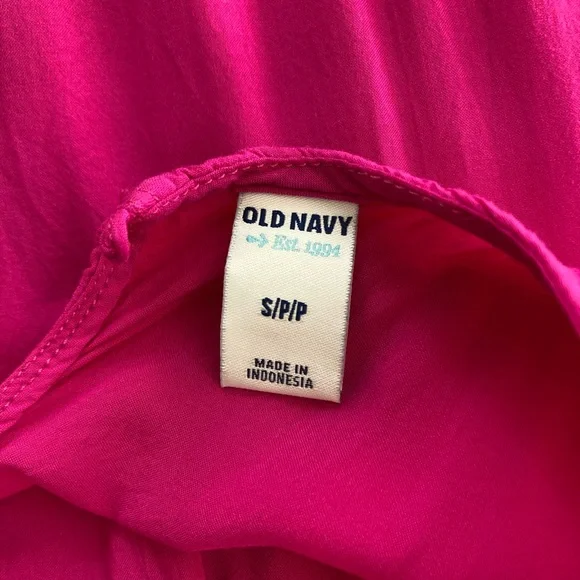 OLD NAVY
Est. 1994
S/P/P
MADE IN
INDONESIA